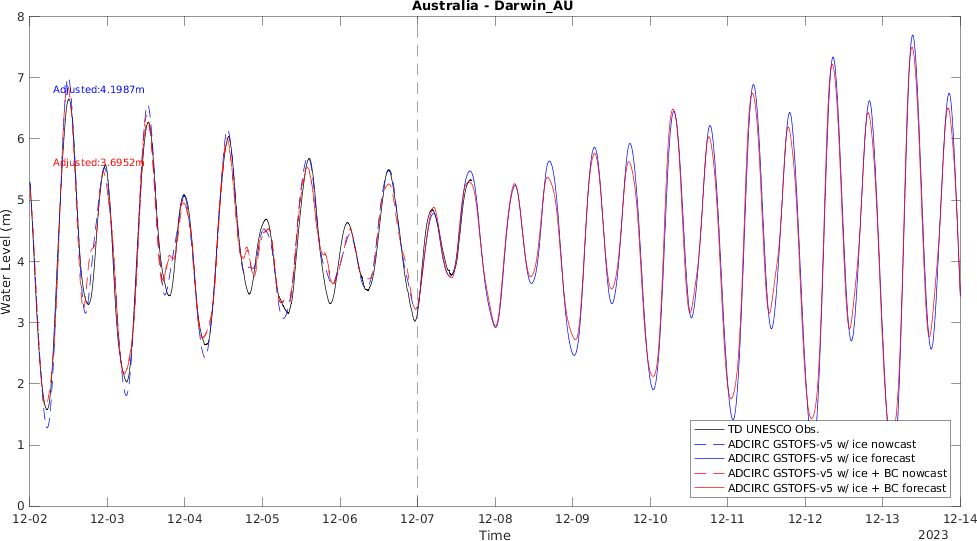 Australia - Darwin_AU
8
7
6
5
4
3
2
1
0
Water Level (m)
Adjusted:4.1987m
Adjusted:3.6952m
TD UNESCO Obs.
ADCIRC GSTOFS-v5 w/ ice nowcast
ADCIRC GSTOFS-v5 w/ ice forecast
ADCIRC GSTOFS-v5 w/ ice + BC nowcast
ADCIRC GSTOFS-v5 w/ ice + BC forecast
12-02 12-03 12-04 12-05 12-06 12-07 12-08 12-09 12-10 12-11 12-12 12-13 12-14
Time
2023